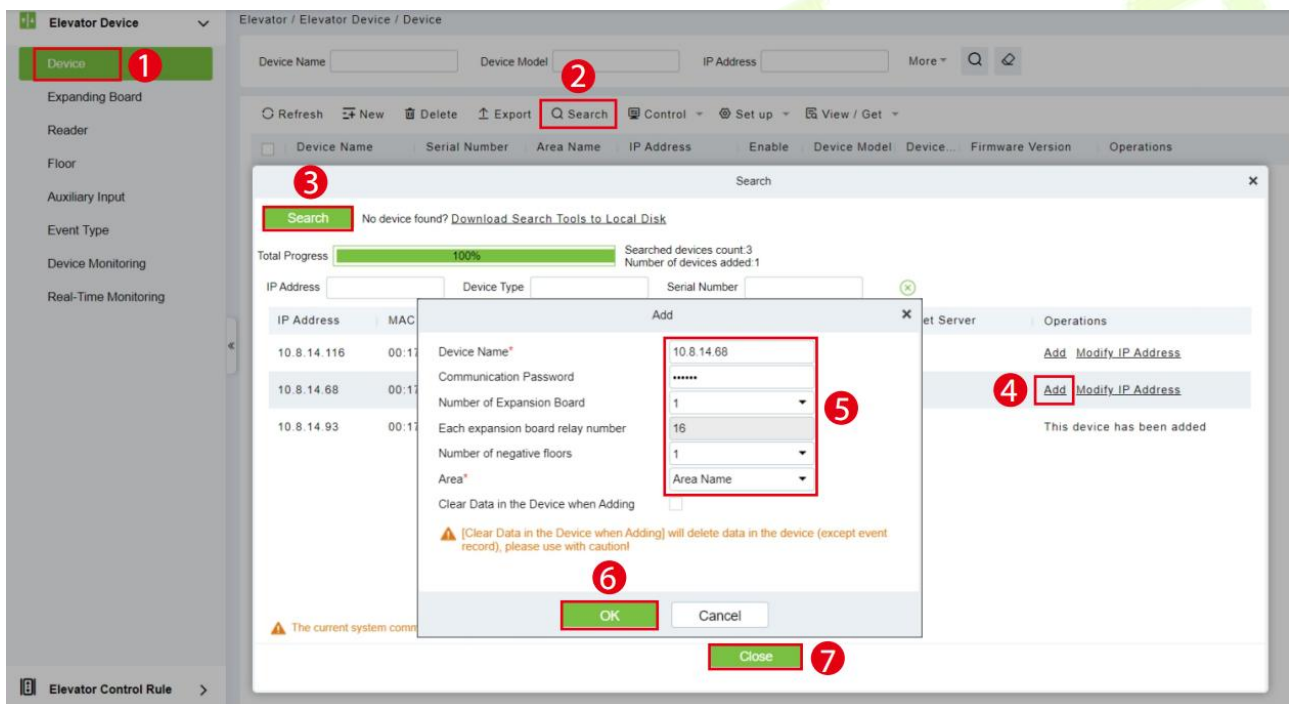 Elevator Device
Elevator / Elevator Device / Device
Device
1
Device Name
Device Model
IP Address
More
2
Expanding Board
Refresh New Delete Export Search Control Set up View / Get
Reader
Device Name Serial Number Area Name IP Address Enable Device Model Device... Firmware Version Operations
Floor
3
Search
Auxiliary Input
Search No device found? Download Search Tools to Local Disk
Event Type
Total Progress 100% Searched devices count:3
Number of devices added:1
Device Monitoring
IP Address Device Type Serial Number
Real-Time Monitoring
IP Address MAC et Server Operations
10.8.14.116 00:17 Add Modify IP Address
10.8.14.68 00:17 4 Add Modify IP Address
10.8.14.93 00:17 This device has been added
Add
Device Name* 10.8.14.68
Communication Password ••••••
Number of Expansion Board 1
5
Each expansion board relay number 16
Number of negative floors 1
Area* Area Name
Clear Data in the Device when Adding
[Clear Data in the Device when Adding] will delete data in the device (except event
record), please use with caution!
6
OK Cancel
The current system comm
Close 7
Elevator Control Rule